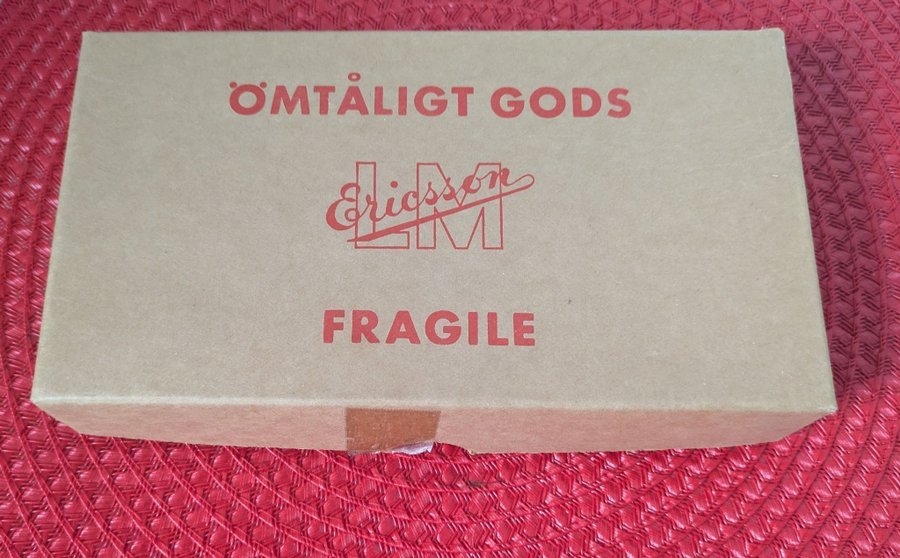 ÖMTÅLIGT GODS
LM
Ericsson
FRAGILE